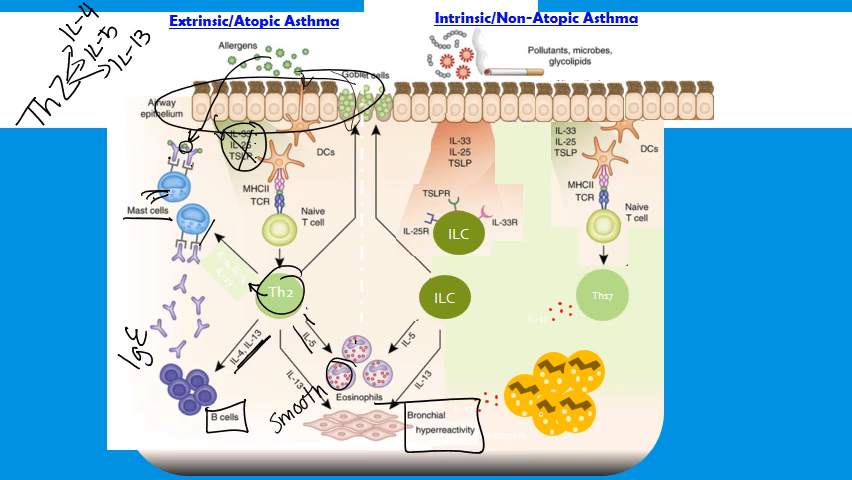 Extrinsic/Atopic Asthma
Intrinsic/Non-Atopic Asthma
Th2
IL-4
IL-5
IL-13
Allergens
Goblet cells
Pollutants, microbes,
glycolipids
Airway
epithelium
IL-33
IL-25
TSLP
DCs
MHCII
TCR
Naive
T cell
Mast cells
IgE
Th2
IL-4, IL-13
IL-5
IL-13
B cells
Smooth
Eosinophils
Bronchial
hyperreactivity
IL-33
IL-25
TSLP
TSLPR
IL-25R
IL-33R
ILC
ILC
IL-5
IL-13
IL-33
IL-25
TSLP
DCs
MHCII
TCR
Naive
T cell
Th17